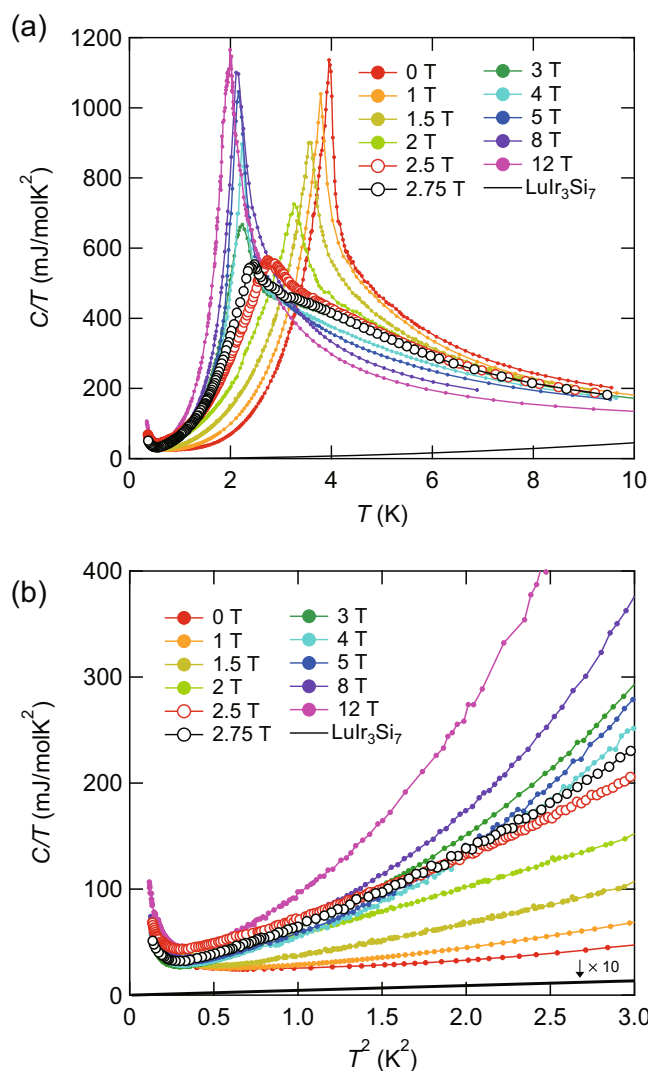 (a)
1200
1000
800
600
400
200
0
C/T (mJ/molK²)
0 T
1 T
1.5 T
2 T
2.5 T
2.75 T
3 T
4 T
5 T
8 T
12 T
LuIr₃Si₇
0 2 4 6 8 10
T (K)
(b)
400
300
200
100
0
C/T (mJ/molK²)
0 T
1 T
1.5 T
2 T
2.5 T
2.75 T
3 T
4 T
5 T
8 T
12 T
LuIr₃Si₇
× 10
0 0.5 1.0 1.5 2.0 2.5 3.0
T² (K²)